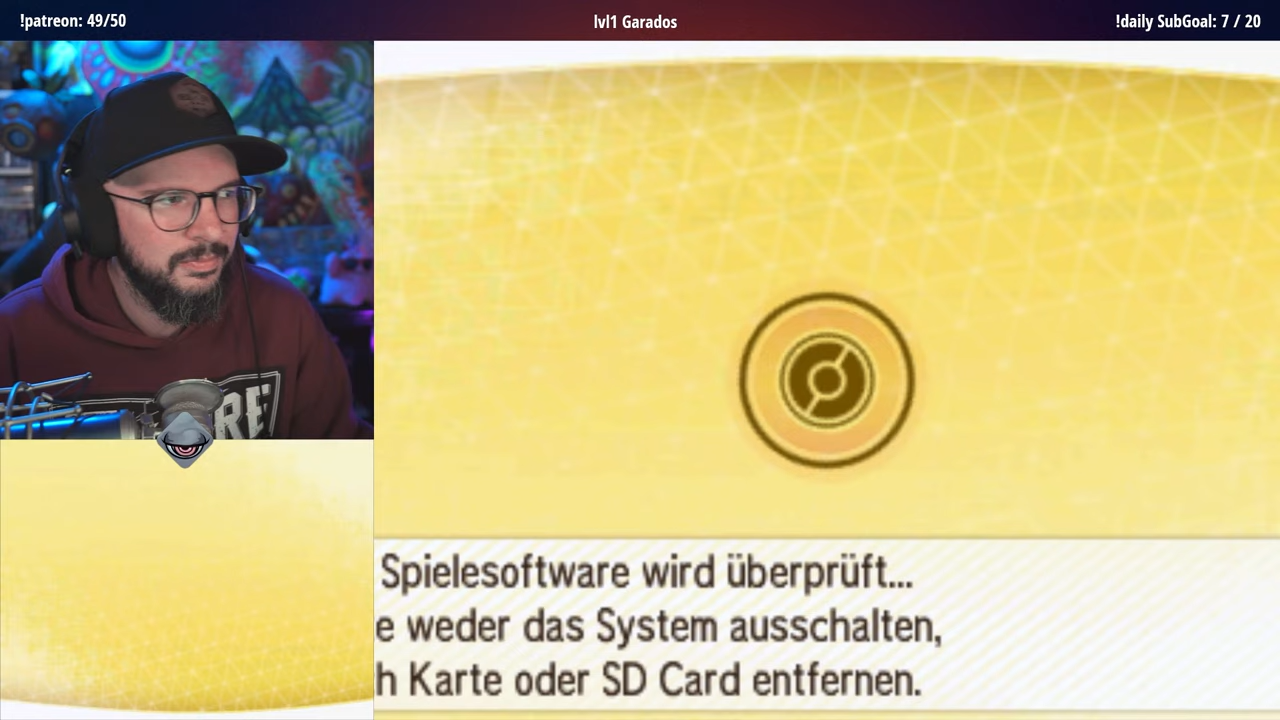 !patreon: 49/50
lvl1 Garados
!daily SubGoal: 7 / 20
RE
Spielesoftware wird überprüft...
e weder das System ausschalten,
h Karte oder SD Card entfernen.